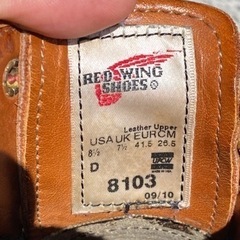 RED WING
SHOES®
Leather Upper
USA UK EUR CM
8½ 7½ 41.5 26.5
D
8103
09/10